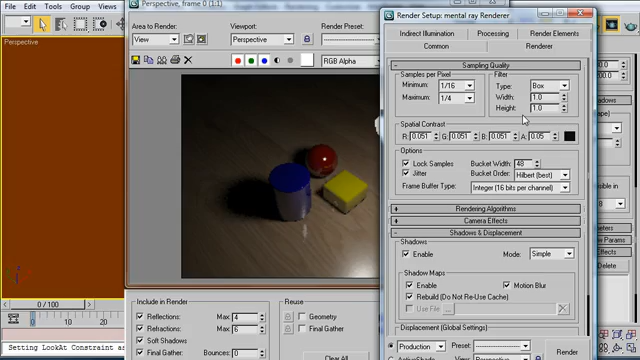 Perspective, frame 0 (1:1)
Render Setup: mental ray Renderer
Area to Render:
Viewport:
Render Preset:
View
Perspective
RGB Alpha
Perspective
Indirect Illumination
Processing
Render Elements
Common
Renderer
Sampling Quality
Samples per Pixel
Minimum: 1/16
Maximum: 1/4
Filter
Type: Box
Width: 1.0
Height: 1.0
Spatial Contrast
R: 0.051 G: 0.051 B: 0.051 A: 0.05
Options
Lock Samples
Jitter
Bucket Width: 48
Bucket Order: Hilbert (best)
Frame Buffer Type: Integer (16 bits per channel)
Rendering Algorithms
Camera Effects
Shadows & Displacement
Shadows
Enable
Mode: Simple
Shadow Maps
Enable
Motion Blur
Rebuild (Do Not Re-Use Cache)
Use File
Displacement (Global Settings)
Production
Preset:
Render
View:
Perspective
0 / 100
0 10 20 30
Setting LookAt Constraint as
Include in Render
Reflections: Max: 4
Refractions: Max: 6
Soft Shadows
Final Gather: Bounces: 0
Reuse
Geometry
Final Gather
Clear All
Delete